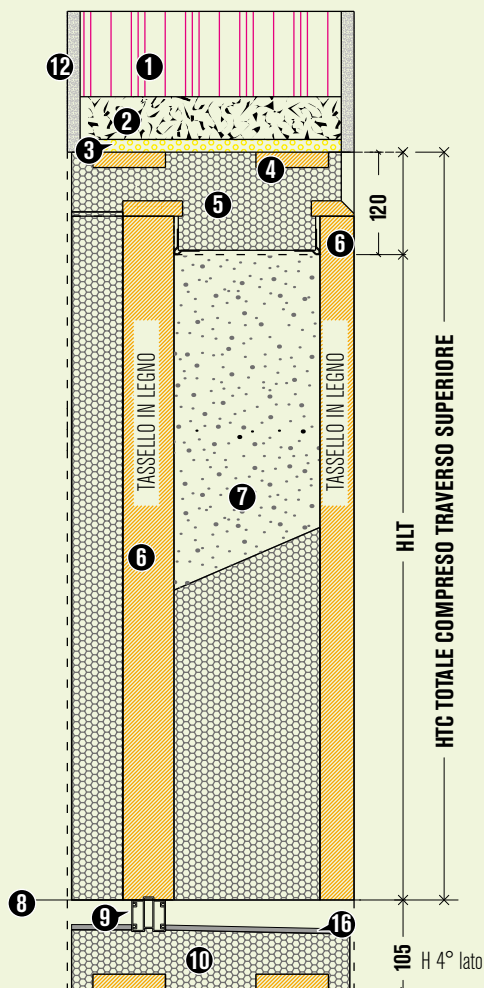 12
1
2
3
4
5
120
6
TASSELLO IN LEGNO
TASSELLO IN LEGNO
7
6
HLT
HTC TOTALE COMPRESO TRAVERSO SUPERIORE
8
9
16
10
105 H 4° lato